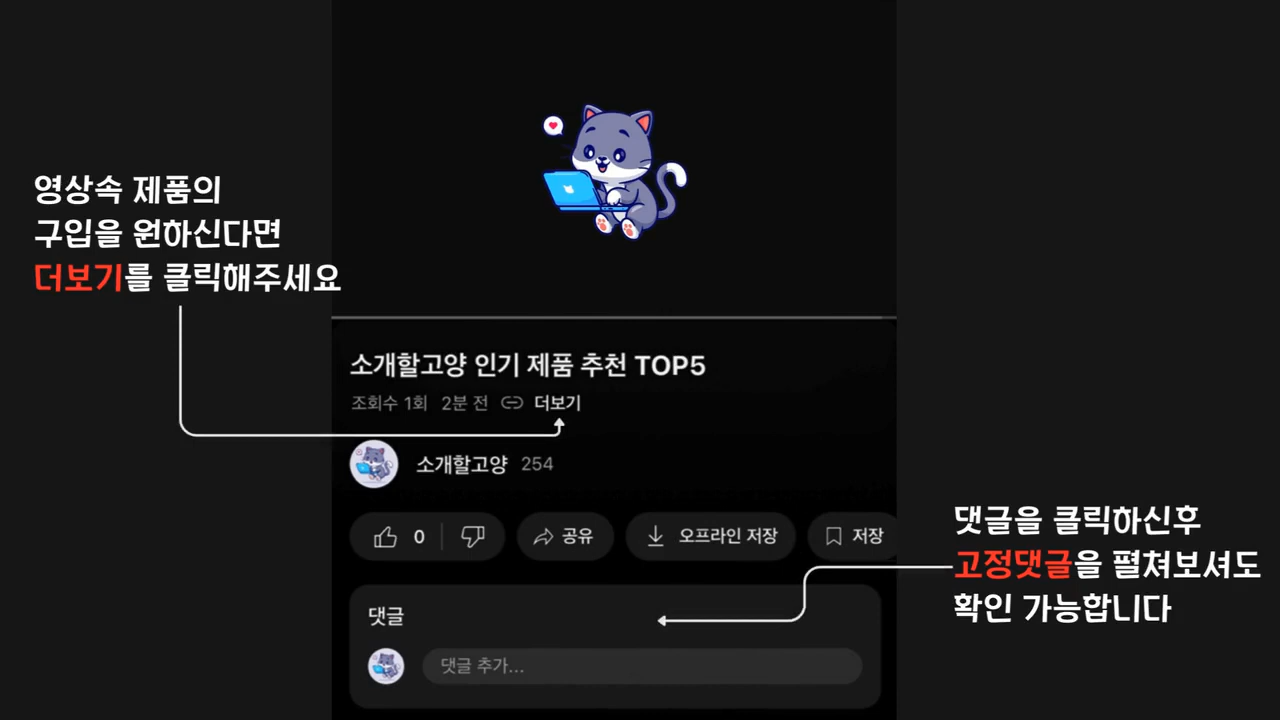 영상속 제품의
구입을 원하신다면
더보기를 클릭해주세요
소개할고양 인기 제품 추천 TOP5
조회수 1회 2분 전 더보기
소개할고양 254
0 공유 오프라인 저장 저장
댓글을 클릭하신후
고정댓글을 펼쳐보셔도
확인 가능합니다
댓글
댓글 추가...